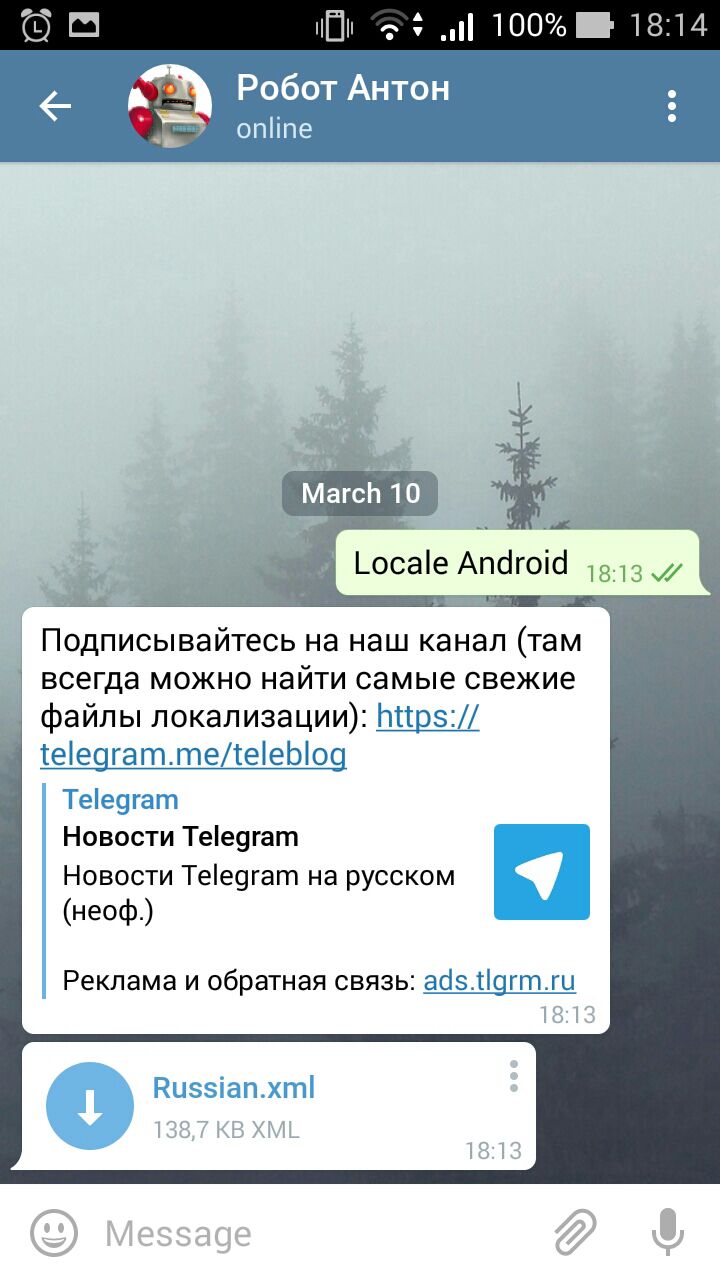 100% 18:14
Робот Антон
online
March 10
Locale Android 18:13
Подписывайтесь на наш канал (там
всегда можно найти самые свежие
файлы локализации): https://
telegram.me/teleblog
Telegram
Новости Telegram
Новости Telegram на русском
(неоф.)
Реклама и обратная связь: ads.tlgrm.ru
18:13
Russian.xml
138,7 KB XML
18:13
Message